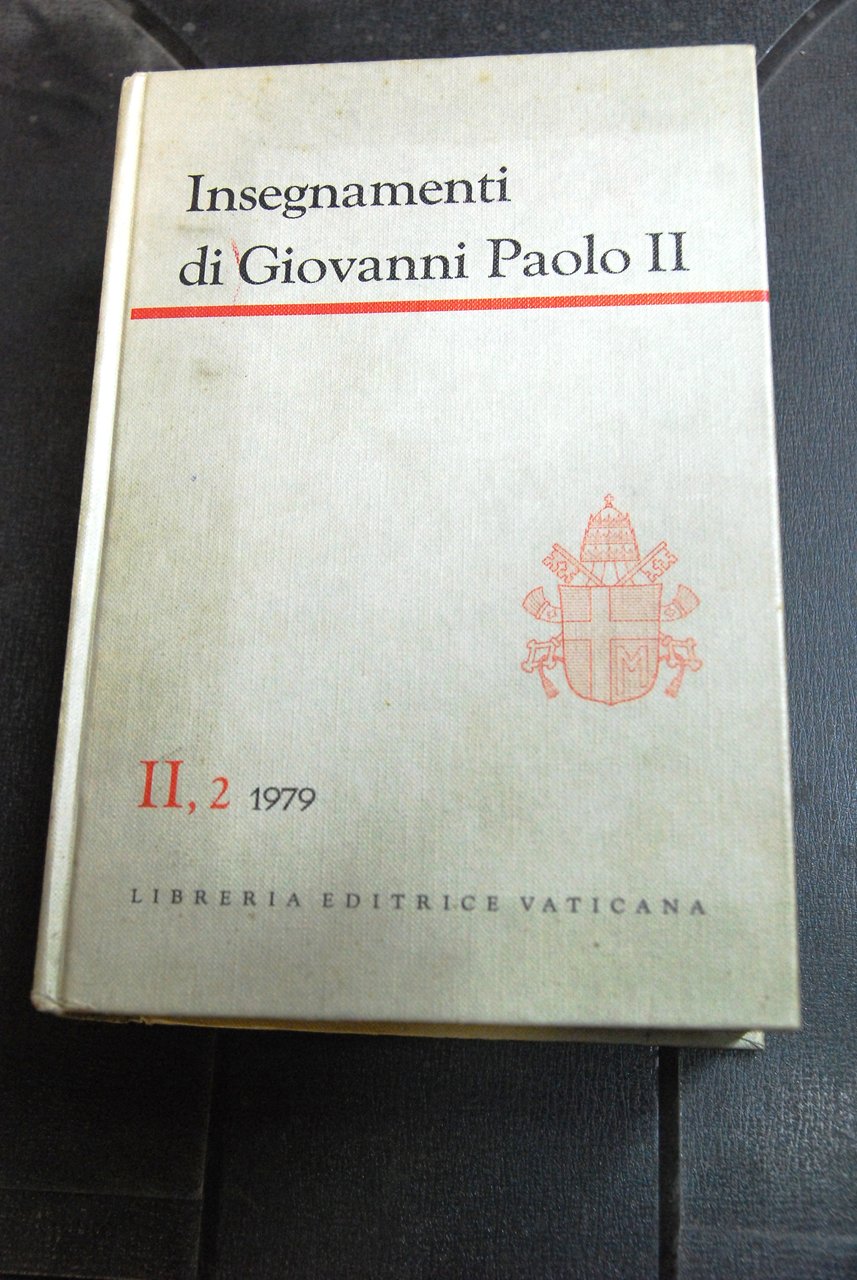 Insegnamenti
di Giovanni Paolo II
M
II, 2 1979
LIBRERIA EDITRICE VATICANA